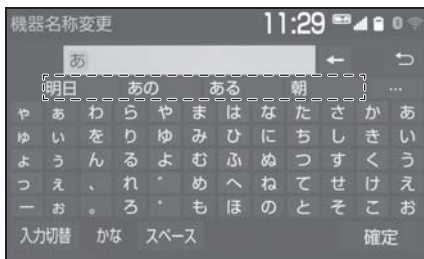 機器名称変更 11:29
あ
明日 あの ある 朝 …
ゃ ぁ わ ら や ま は な た さ か あ
ゅ ぃ を り ゆ み ひ に ち し き い
ょ ぅ ん る よ む ふ ぬ つ す く う
っ ぇ 、 れ ゛ め へ ね て せ け え
ー ぉ 。 ろ ゜ も ほ の と そ こ お
入力切替 かな スペース 確定